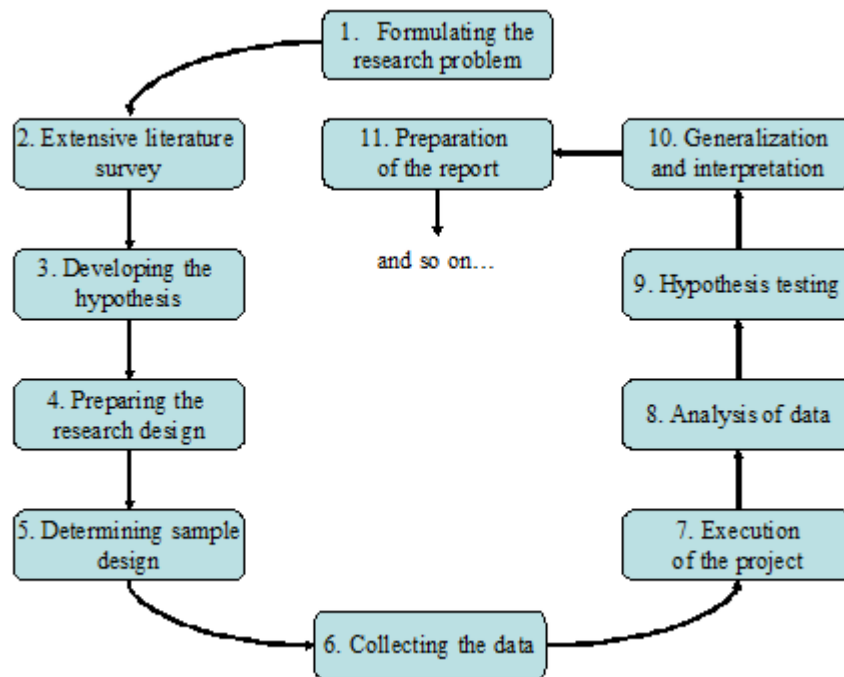 1. Formulating the
research problem
2. Extensive literature
survey
3. Developing the
hypothesis
4. Preparing the
research design
5. Determining sample
design
6. Collecting the data
7. Execution
of the project
8. Analysis of data
9. Hypothesis testing
10. Generalization
and interpretation
11. Preparation
of the report
and so on…